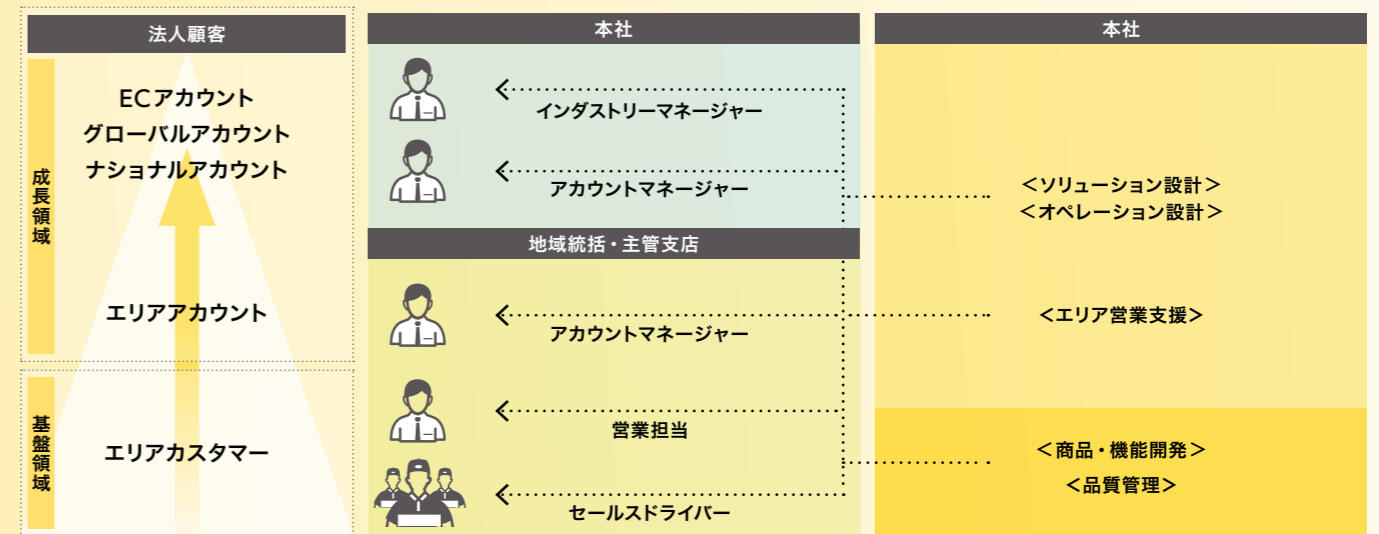 法人顧客
成長領域
ECアカウント
グローバルアカウント
ナショナルアカウント
エリアアカウント
基盤領域
エリアカスタマー
本社
インダストリーマネージャー
アカウントマネージャー
地域統括・主管支店
アカウントマネージャー
営業担当
セールスドライバー
本社
＜ソリューション設計＞
＜オペレーション設計＞
＜エリア営業支援＞
＜商品・機能開発＞
＜品質管理＞